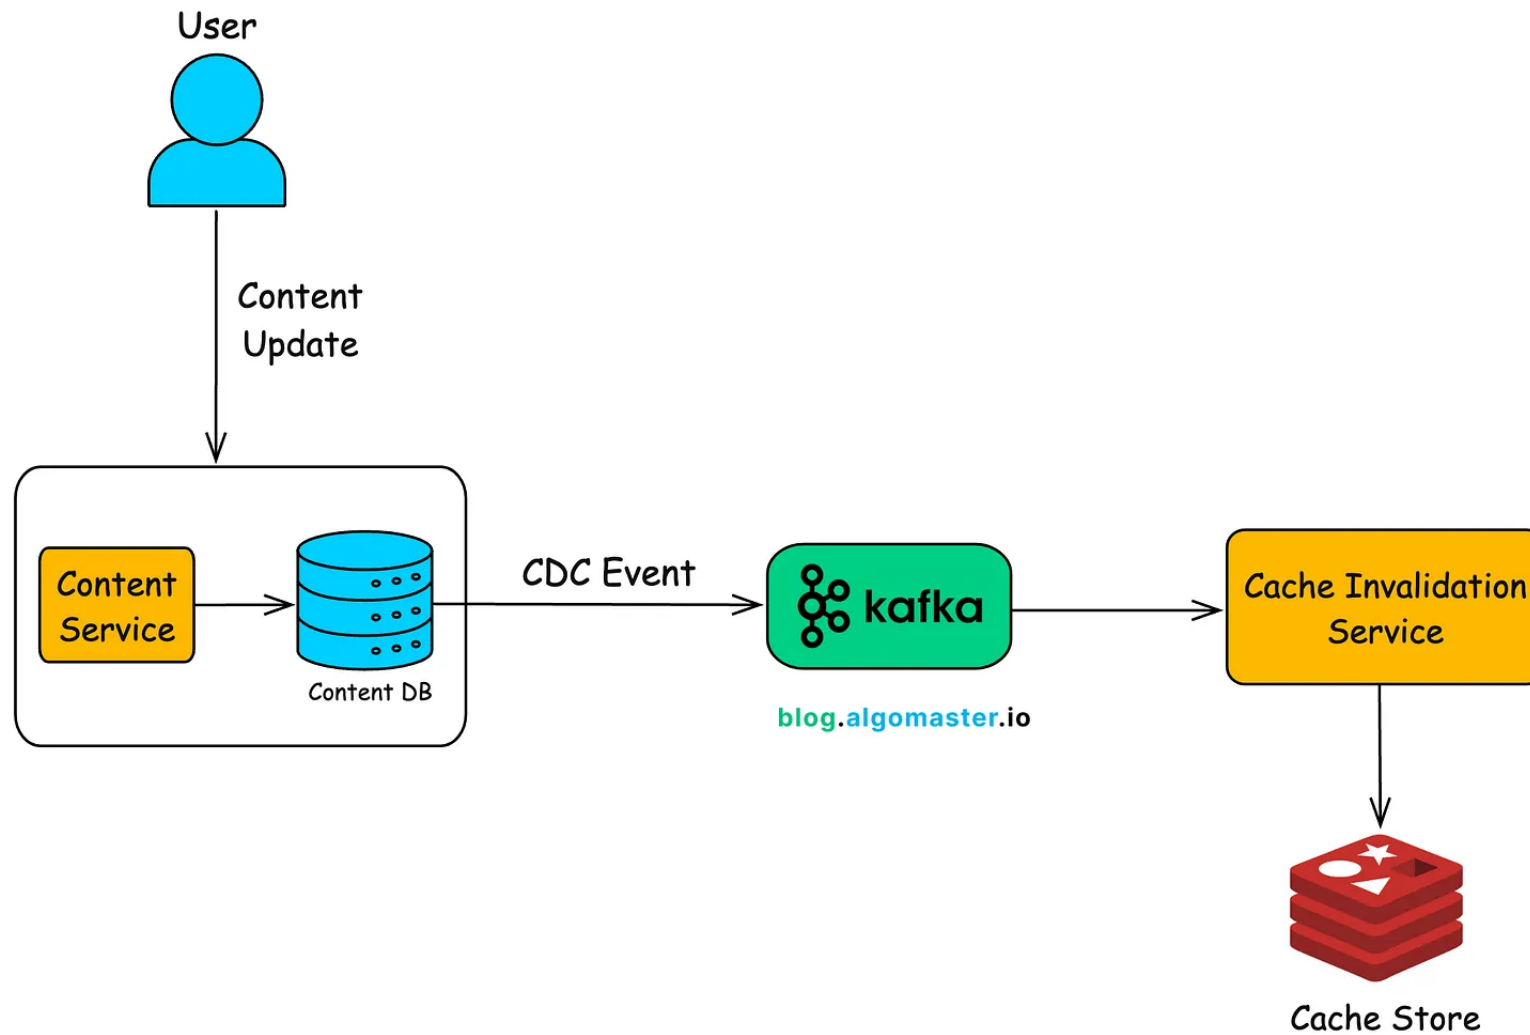 User
Content
Update
Content
Service
Content DB
CDC Event
kafka
blog.algomaster.io
Cache Invalidation
Service
Cache Store